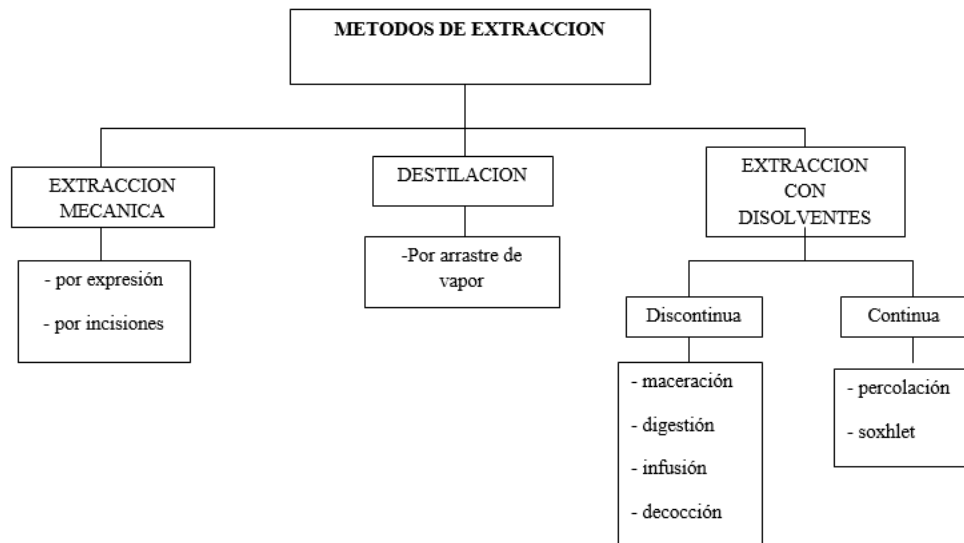 METODOS DE EXTRACCION
EXTRACCION
MECANICA
- por expresión
- por incisiones
DESTILACION
-Por arrastre de
vapor
EXTRACCION
CON
DISOLVENTES
Discontinua
- maceración
- digestión
- infusión
- decocción
Continua
- percolación
- soxhlet